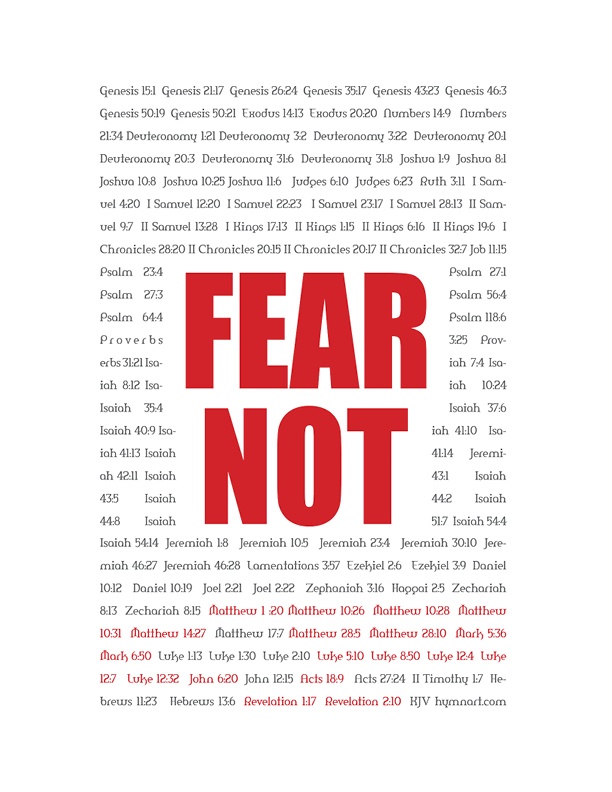 Genesis 15:1 Genesis 21:17 Genesis 26:24 Genesis 35:17 Genesis 43:23 Genesis 46:3
Genesis 50:19 Genesis 50:21 Exodus 14:13 Exodus 20:20 Numbers 14:9 Numbers
21:34 Deuteronomy 1:21 Deuteronomy 3:2 Deuteronomy 3:22 Deuteronomy 20:1
Deuteronomy 20:3 Deuteronomy 31:6 Deuteronomy 31:8 Joshua 1:9 Joshua 8:1
Joshua 10:8 Joshua 10:25 Joshua 11:6 Judges 6:10 Judges 6:23 Ruth 3:11 I Sam-
uel 4:20 I Samuel 12:20 I Samuel 22:23 I Samuel 23:17 I Samuel 28:13 II Sam-
uel 9:7 II Samuel 13:28 I Kings 17:13 II Kings 1:15 II Kings 6:16 II Kings 19:6 I
Chronicles 28:20 II Chronicles 20:15 II Chronicles 20:17 II Chronicles 32:7 Job 11:15
Psalm 23:4 Psalm 27:1
Psalm 27:3 Psalm 56:4
Psalm 64:4 Psalm 118:6
Proverbs 3:25 Prov-
erbs 31:21 Isa- iah 7:4 Isa-
iah 8:12 Isa- iah 10:24
FEAR
Isaiah 35:4 Isaiah 37:6
Isaiah 40:9 Isa- iah 41:10 Isa-
iah 41:13 Isaiah 41:14 Jeremi-
ah 42:11 Isaiah 43:1 Isaiah
43:5 Isaiah 44:2 Isaiah
44:8 Isaiah 51:7 Isaiah 54:4
NOT
Isaiah 54:14 Jeremiah 1:8 Jeremiah 10:5 Jeremiah 23:4 Jeremiah 30:10 Jere-
miah 46:27 Jeremiah 46:28 Lamentations 3:57 Ezekiel 2:6 Ezekiel 3:9 Daniel
10:12 Daniel 10:19 Joel 2:21 Joel 2:22 Zephaniah 3:16 Haggai 2:5 Zechariah
8:13 Zechariah 8:15 Matthew 1 :20 Matthew 10:26 Matthew 10:28 Matthew
10:31 Matthew 14:27 Matthew 17:7 Matthew 28:5 Matthew 28:10 Mark 5:36
Mark 6:50 Luke 1:13 Luke 1:30 Luke 2:10 Luke 5:10 Luke 8:50 Luke 12:4 Luke
12:7 Luke 12:32 John 6:20 John 12:15 Acts 18:9 Acts 27:24 II Timothy 1:7 He-
brews 11:23 Hebrews 13:6 Revelation 1:17 Revelation 2:10 KJV hymnart.com